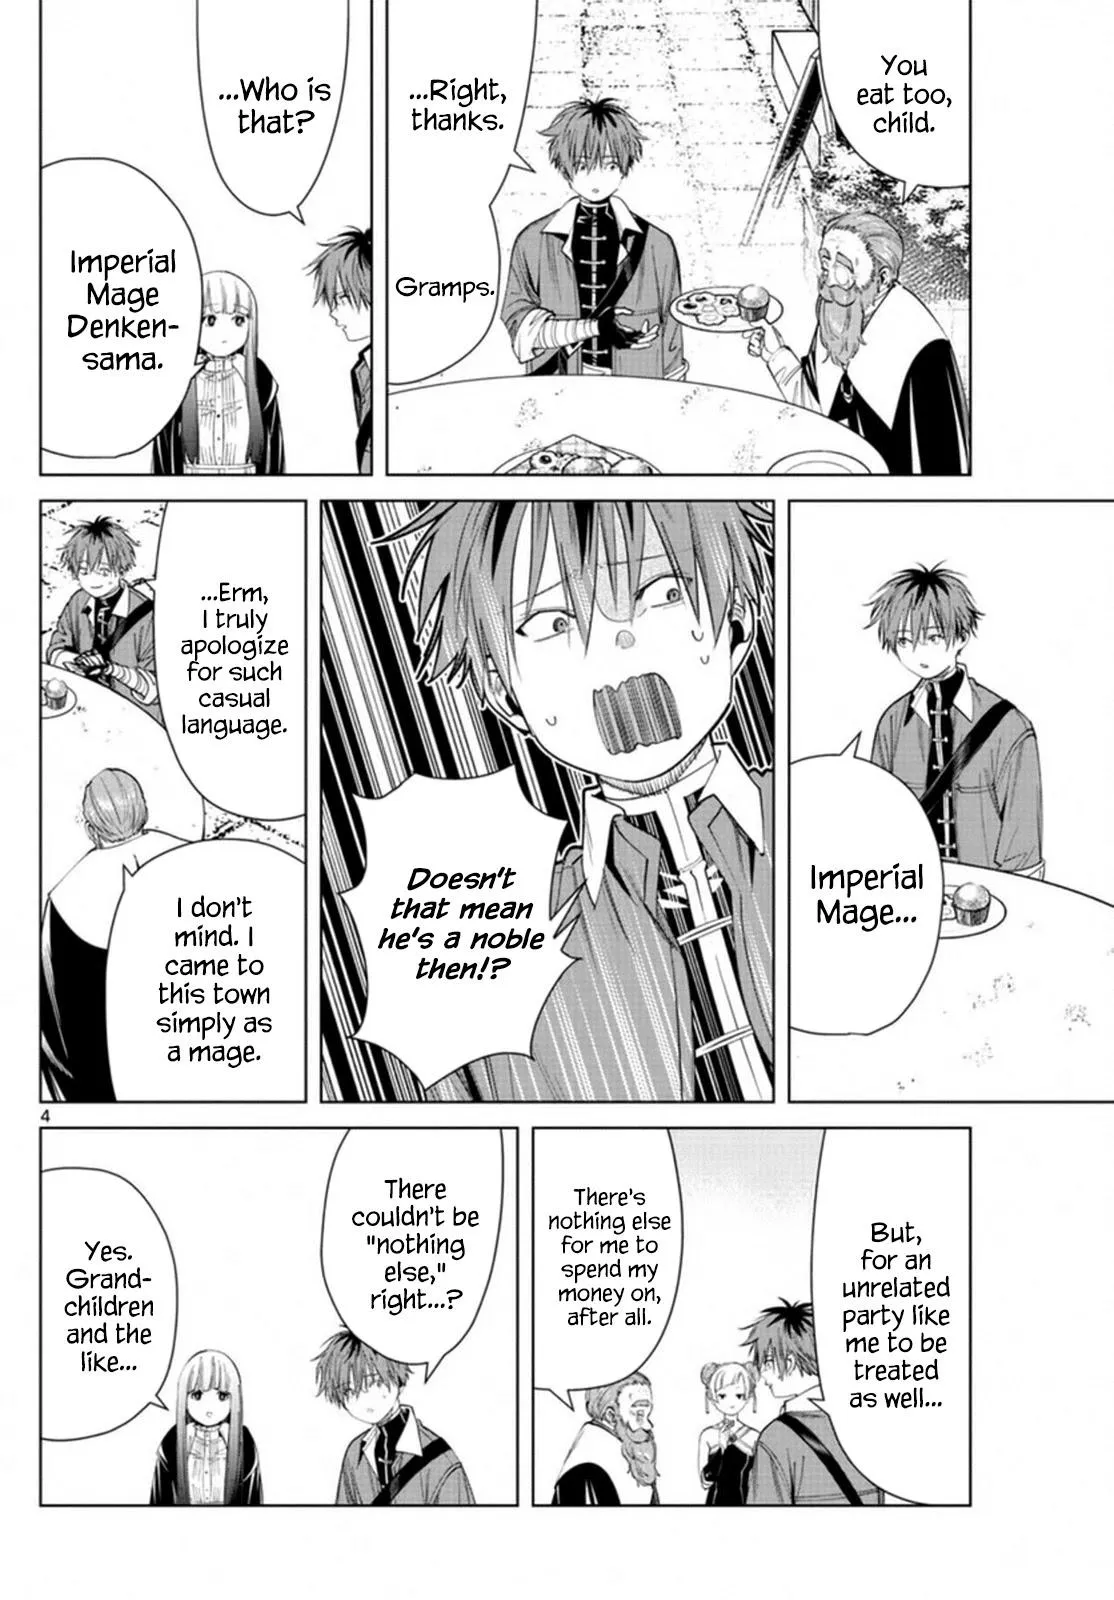 You
eat too,
child.
...Right,
thanks.
Gramps.
...Who is
that?
Imperial
Mage
Denken-
sama.
Imperial
Mage...
Doesn't
that mean
he's a noble
then!?
...Erm,
I truly
apologize
for such
casual
language.
I don't
mind. I
came to
this town
simply as
a mage.
4
But,
for an
unrelated
party like
me to be
treated
as well...
There's
nothing else
for me to
spend my
money on,
after all.
There
couldn't be
"nothing
else,"
right...?
Yes.
Grand-
children
and the
like...